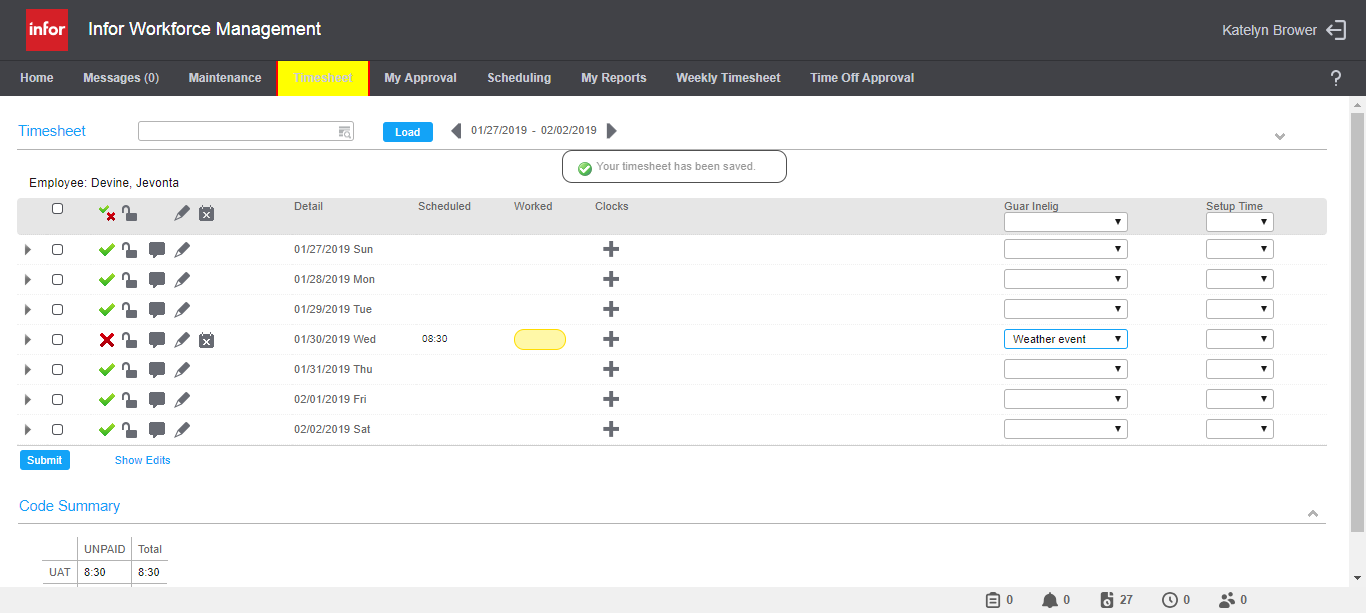 infor Infor Workforce Management Katelyn Brower
Home Messages (0) Maintenance Timesheet My Approval Scheduling My Reports Weekly Timesheet Time Off Approval ?
Timesheet Load 01/27/2019 - 02/02/2019
Your timesheet has been saved.
Employee: Devine, Jevonta
Detail Scheduled Worked Clocks Guar Inelig Setup Time
01/27/2019 Sun
01/28/2019 Mon
01/29/2019 Tue
01/30/2019 Wed 08:30 Weather event
01/31/2019 Thu
02/01/2019 Fri
02/02/2019 Sat
Submit Show Edits
Code Summary
UNPAID Total
UAT 8:30 8:30
0 0 27 0 0